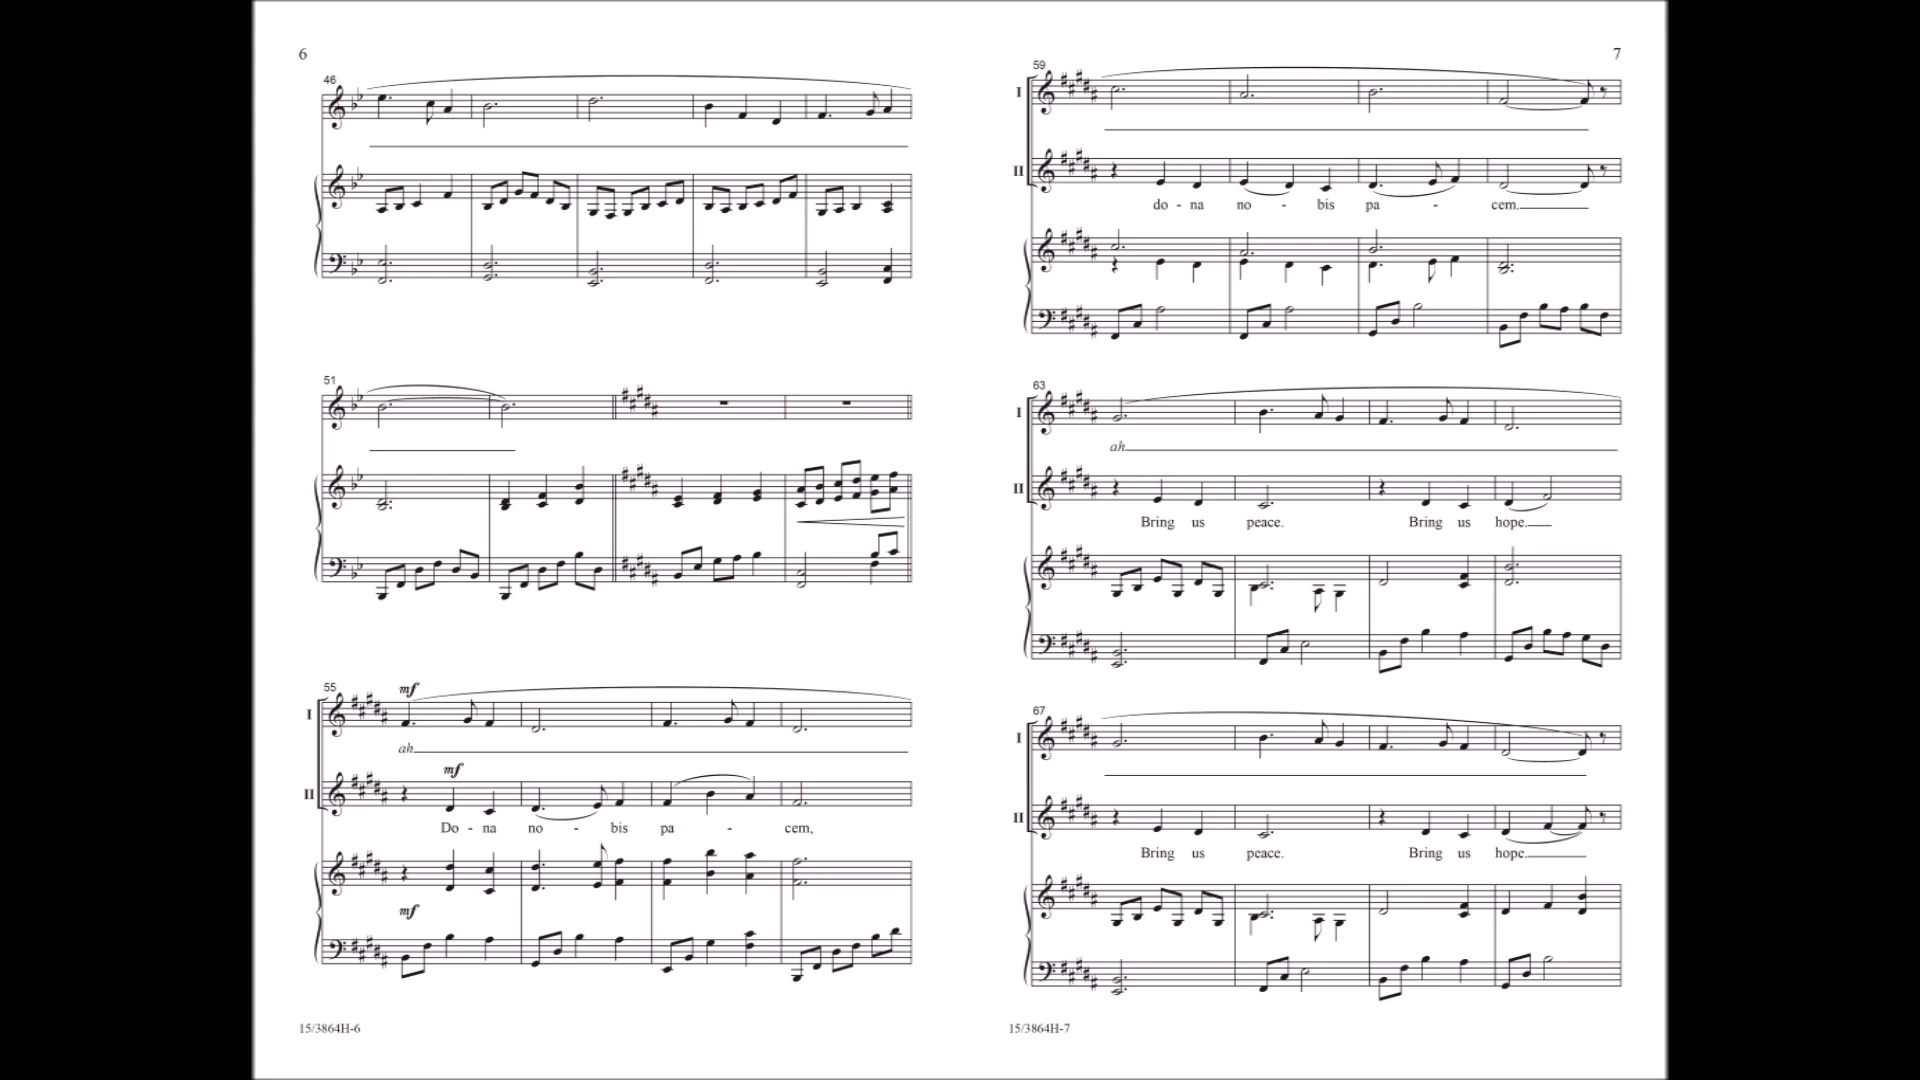 6
46
51
55
mf
I
ah
mf
II
Do - na no - bis pa - cem,
mf
15/3864H-6
7
59
I
II
do - na no - bis pa - cem.
63
I
ah
II
Bring us peace. Bring us hope.
67
I
II
Bring us peace. Bring us hope.
15/3864H-7